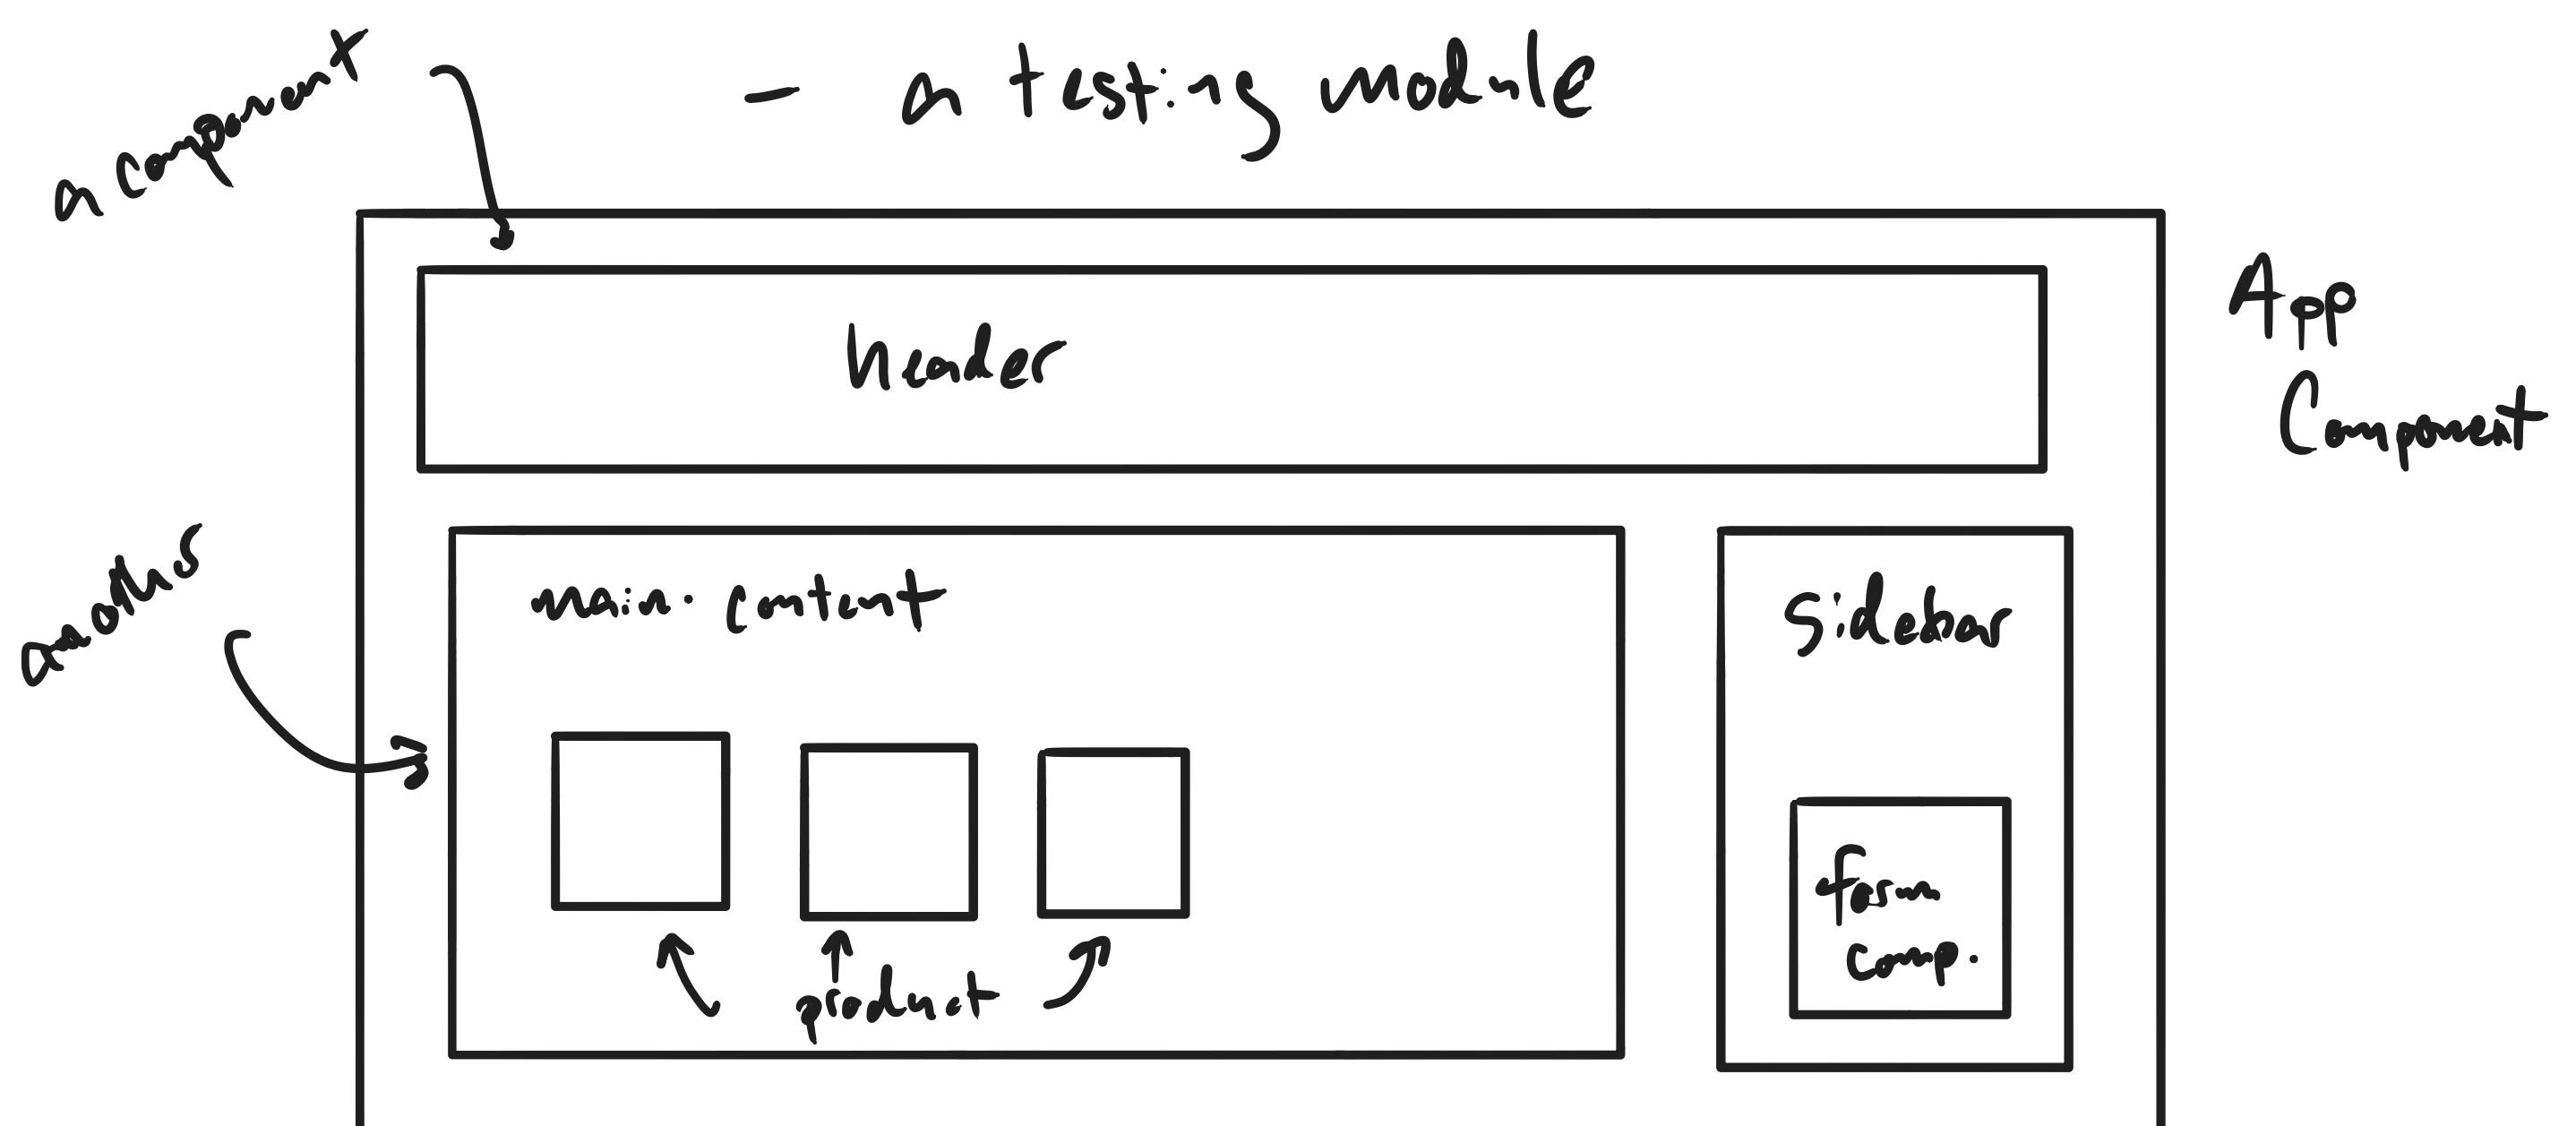 - a testing module
a component
header
App
Component
another
main content
sidebar
product
form
comp.